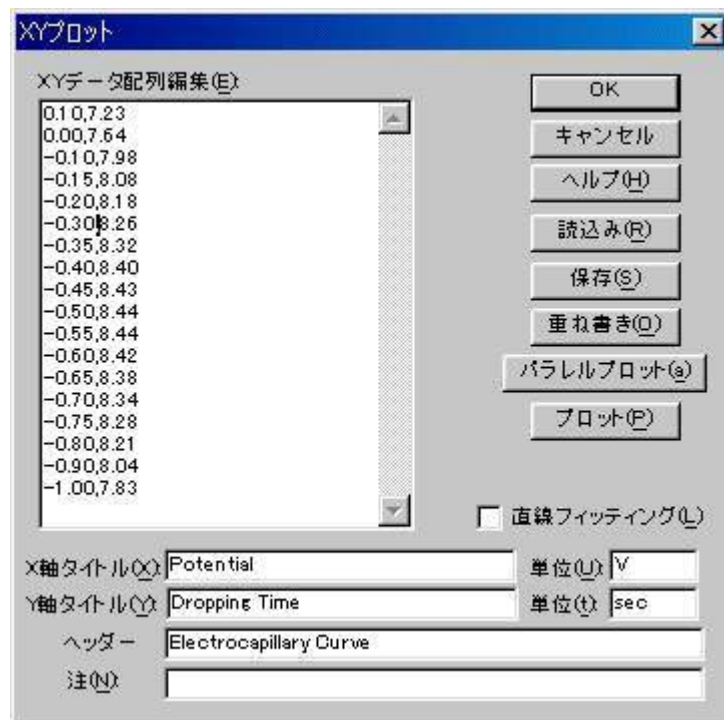 XYプロット
XYデータ配列編集(E):
0.10,7.23
0.00,7.64
-0.10,7.98
-0.15,8.08
-0.20,8.18
-0.30,8.26
-0.35,8.32
-0.40,8.40
-0.45,8.43
-0.50,8.44
-0.55,8.44
-0.60,8.42
-0.65,8.38
-0.70,8.34
-0.75,8.28
-0.80,8.21
-0.90,8.04
-1.00,7.83
OK
キャンセル
ヘルプ(H)
読込み(R)
保存(S)
重ね書き(O)
パラレルプロット(a)
プロット(P)
直線フィッティング(L)
X軸タイトル(X): Potential 単位(U): V
Y軸タイトル(Y): Dropping Time 単位(t): sec
ヘッダー Electrocapillary Curve
注(N):